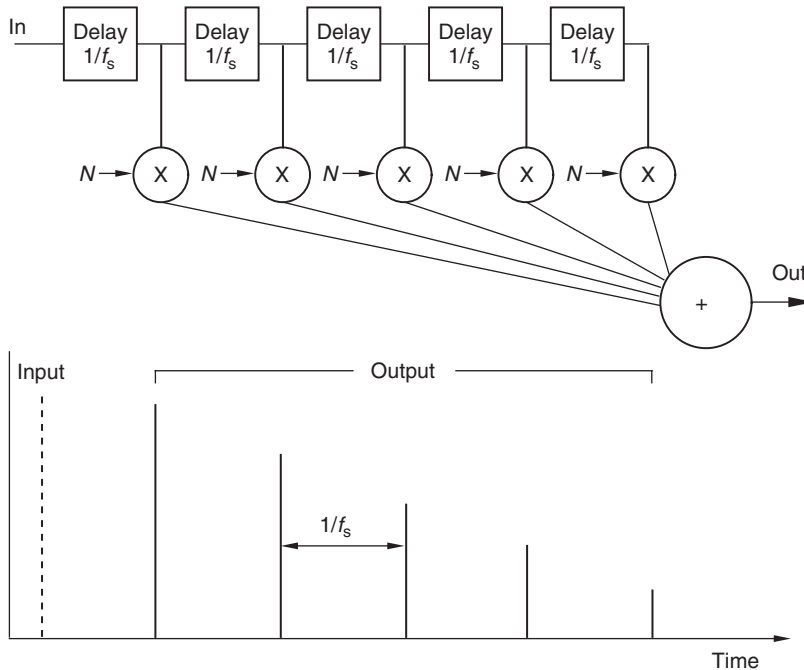 In
Delay
1/fs
Delay
1/fs
Delay
1/fs
Delay
1/fs
Delay
1/fs
N X N X N X N X N X
+
Out
Input
Output
1/fs
Time